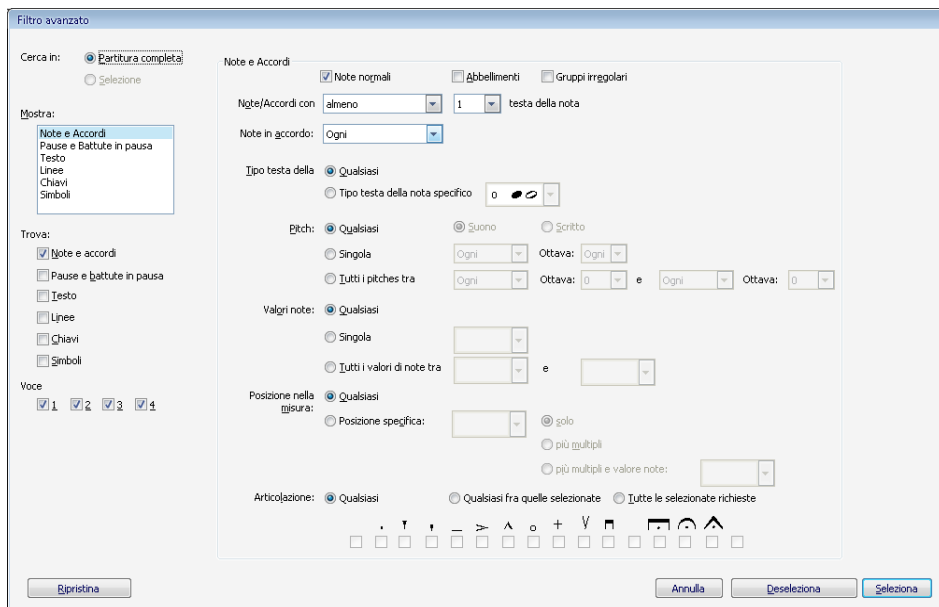 Filtro avanzato
Cerca in: Partitura completa
Selezione
Mostra:
Note e Accordi
Pause e Battute in pausa
Testo
Linee
Chiavi
Simboli
Trova:
Note e accordi
Pause e battute in pausa
Testo
Linee
Chiavi
Simboli
Voce
1 2 3 4
Note e Accordi
Note normali Abbellimenti Gruppi irregolari
Note/Accordi con almeno 1 testa della nota
Note in accordo: Ogni
Tipo testa della Qualsiasi
Tipo testa della nota specifico 0
Pitch: Qualsiasi Suono Scritto
Singola Ogni Ottava: Ogni
Tutti i pitches tra Ogni Ottava: 0 e Ogni Ottava: 0
Valori note: Qualsiasi
Singola
Tutti i valori di note tra e
Posizione nella misura: Qualsiasi
Posizione specifica: solo
più multipli
più multipli e valore note:
Articolazione: Qualsiasi Qualsiasi fra quelle selezionate Tutte le selezionate richieste
Ripristina Annulla Deseleziona Seleziona